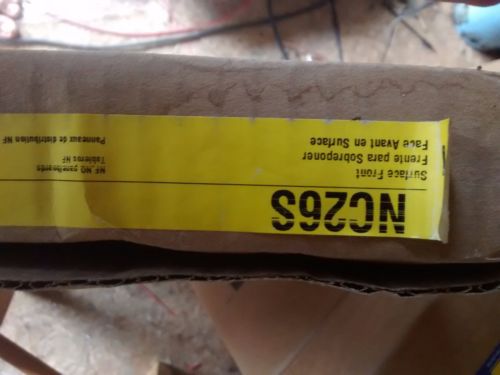 NC26S
Surface Front
Frente para Sobreponer
Face Avant en Surface
NF NQ panelboards
Tableros NF
Panneaux de distribution NF